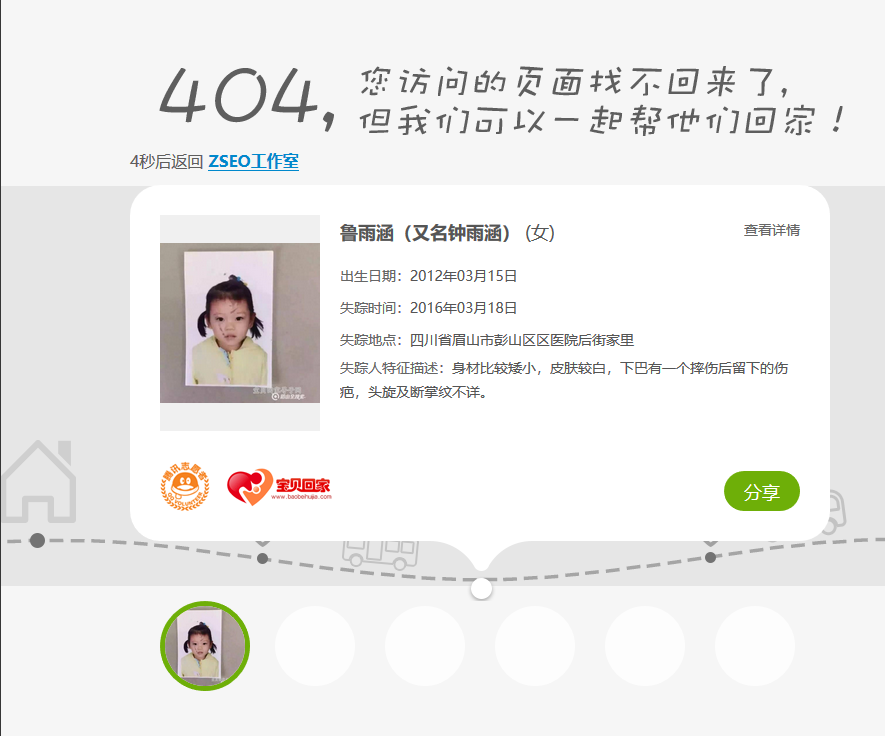 404, 您访问的页面找不回来了,
但我们可以一起帮他们回家！
4秒后返回 ZSEO工作室
鲁雨涵（又名钟雨涵） (女)
查看详情
出生日期：2012年03月15日
失踪时间：2016年03月18日
失踪地点：四川省眉山市彭山区区医院后街家里
失踪人特征描述：身材比较矮小，皮肤较白，下巴有一个摔伤后留下的伤
疤，头旋及断掌纹不详。
腾讯志愿者
QQ VOLUNTEER
宝贝回家
www.baobeihuijia.com
分享